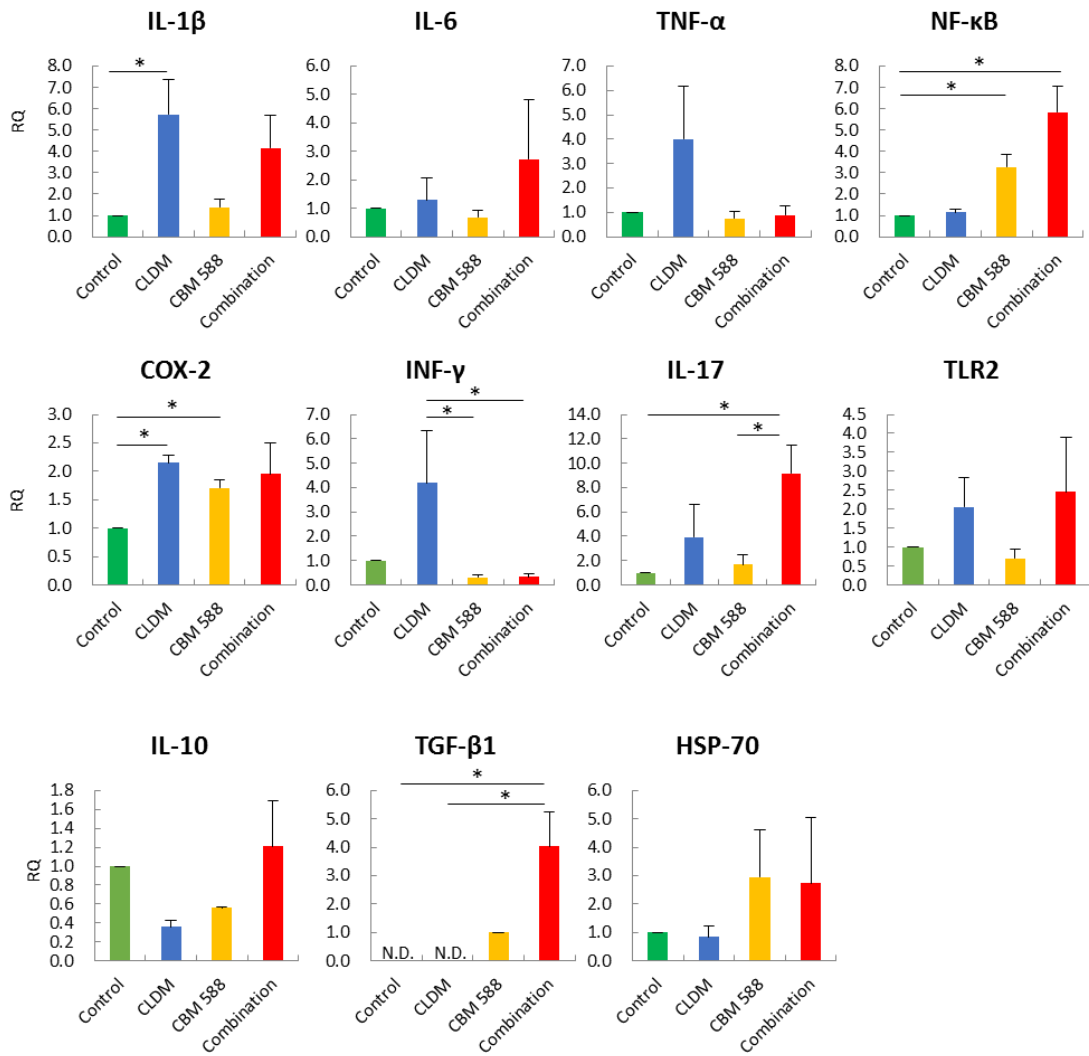 IL-1β
*
RQ
8.0
7.0
6.0
5.0
4.0
3.0
2.0
1.0
0.0
Control
CLDM
CBM 588
Combination
IL-6
6.0
5.0
4.0
3.0
2.0
1.0
0.0
Control
CLDM
CBM 588
Combination
TNF-α
7.0
6.0
5.0
4.0
3.0
2.0
1.0
0.0
Control
CLDM
CBM 588
Combination
NF-κB
*
*
8.0
7.0
6.0
5.0
4.0
3.0
2.0
1.0
0.0
Control
CLDM
CBM 588
Combination
COX-2
*
*
RQ
3.0
2.5
2.0
1.5
1.0
0.5
0.0
Control
CLDM
CBM 588
Combination
INF-γ
*
*
7.0
6.0
5.0
4.0
3.0
2.0
1.0
0.0
Control
CLDM
CBM 588
Combination
IL-17
*
*
14.0
12.0
10.0
8.0
6.0
4.0
2.0
0.0
Control
CLDM
CBM 588
Combination
TLR2
4.5
4.0
3.5
3.0
2.5
2.0
1.5
1.0
0.5
0.0
Control
CLDM
CBM 588
Combination
IL-10
RQ
1.8
1.6
1.4
1.2
1.0
0.8
0.6
0.4
0.2
0.0
Control
CLDM
CBM 588
Combination
TGF-β1
*
*
6.0
5.0
4.0
3.0
2.0
1.0
0.0
N.D.
N.D.
Control
CLDM
CBM 588
Combination
HSP-70
6.0
5.0
4.0
3.0
2.0
1.0
0.0
Control
CLDM
CBM 588
Combination